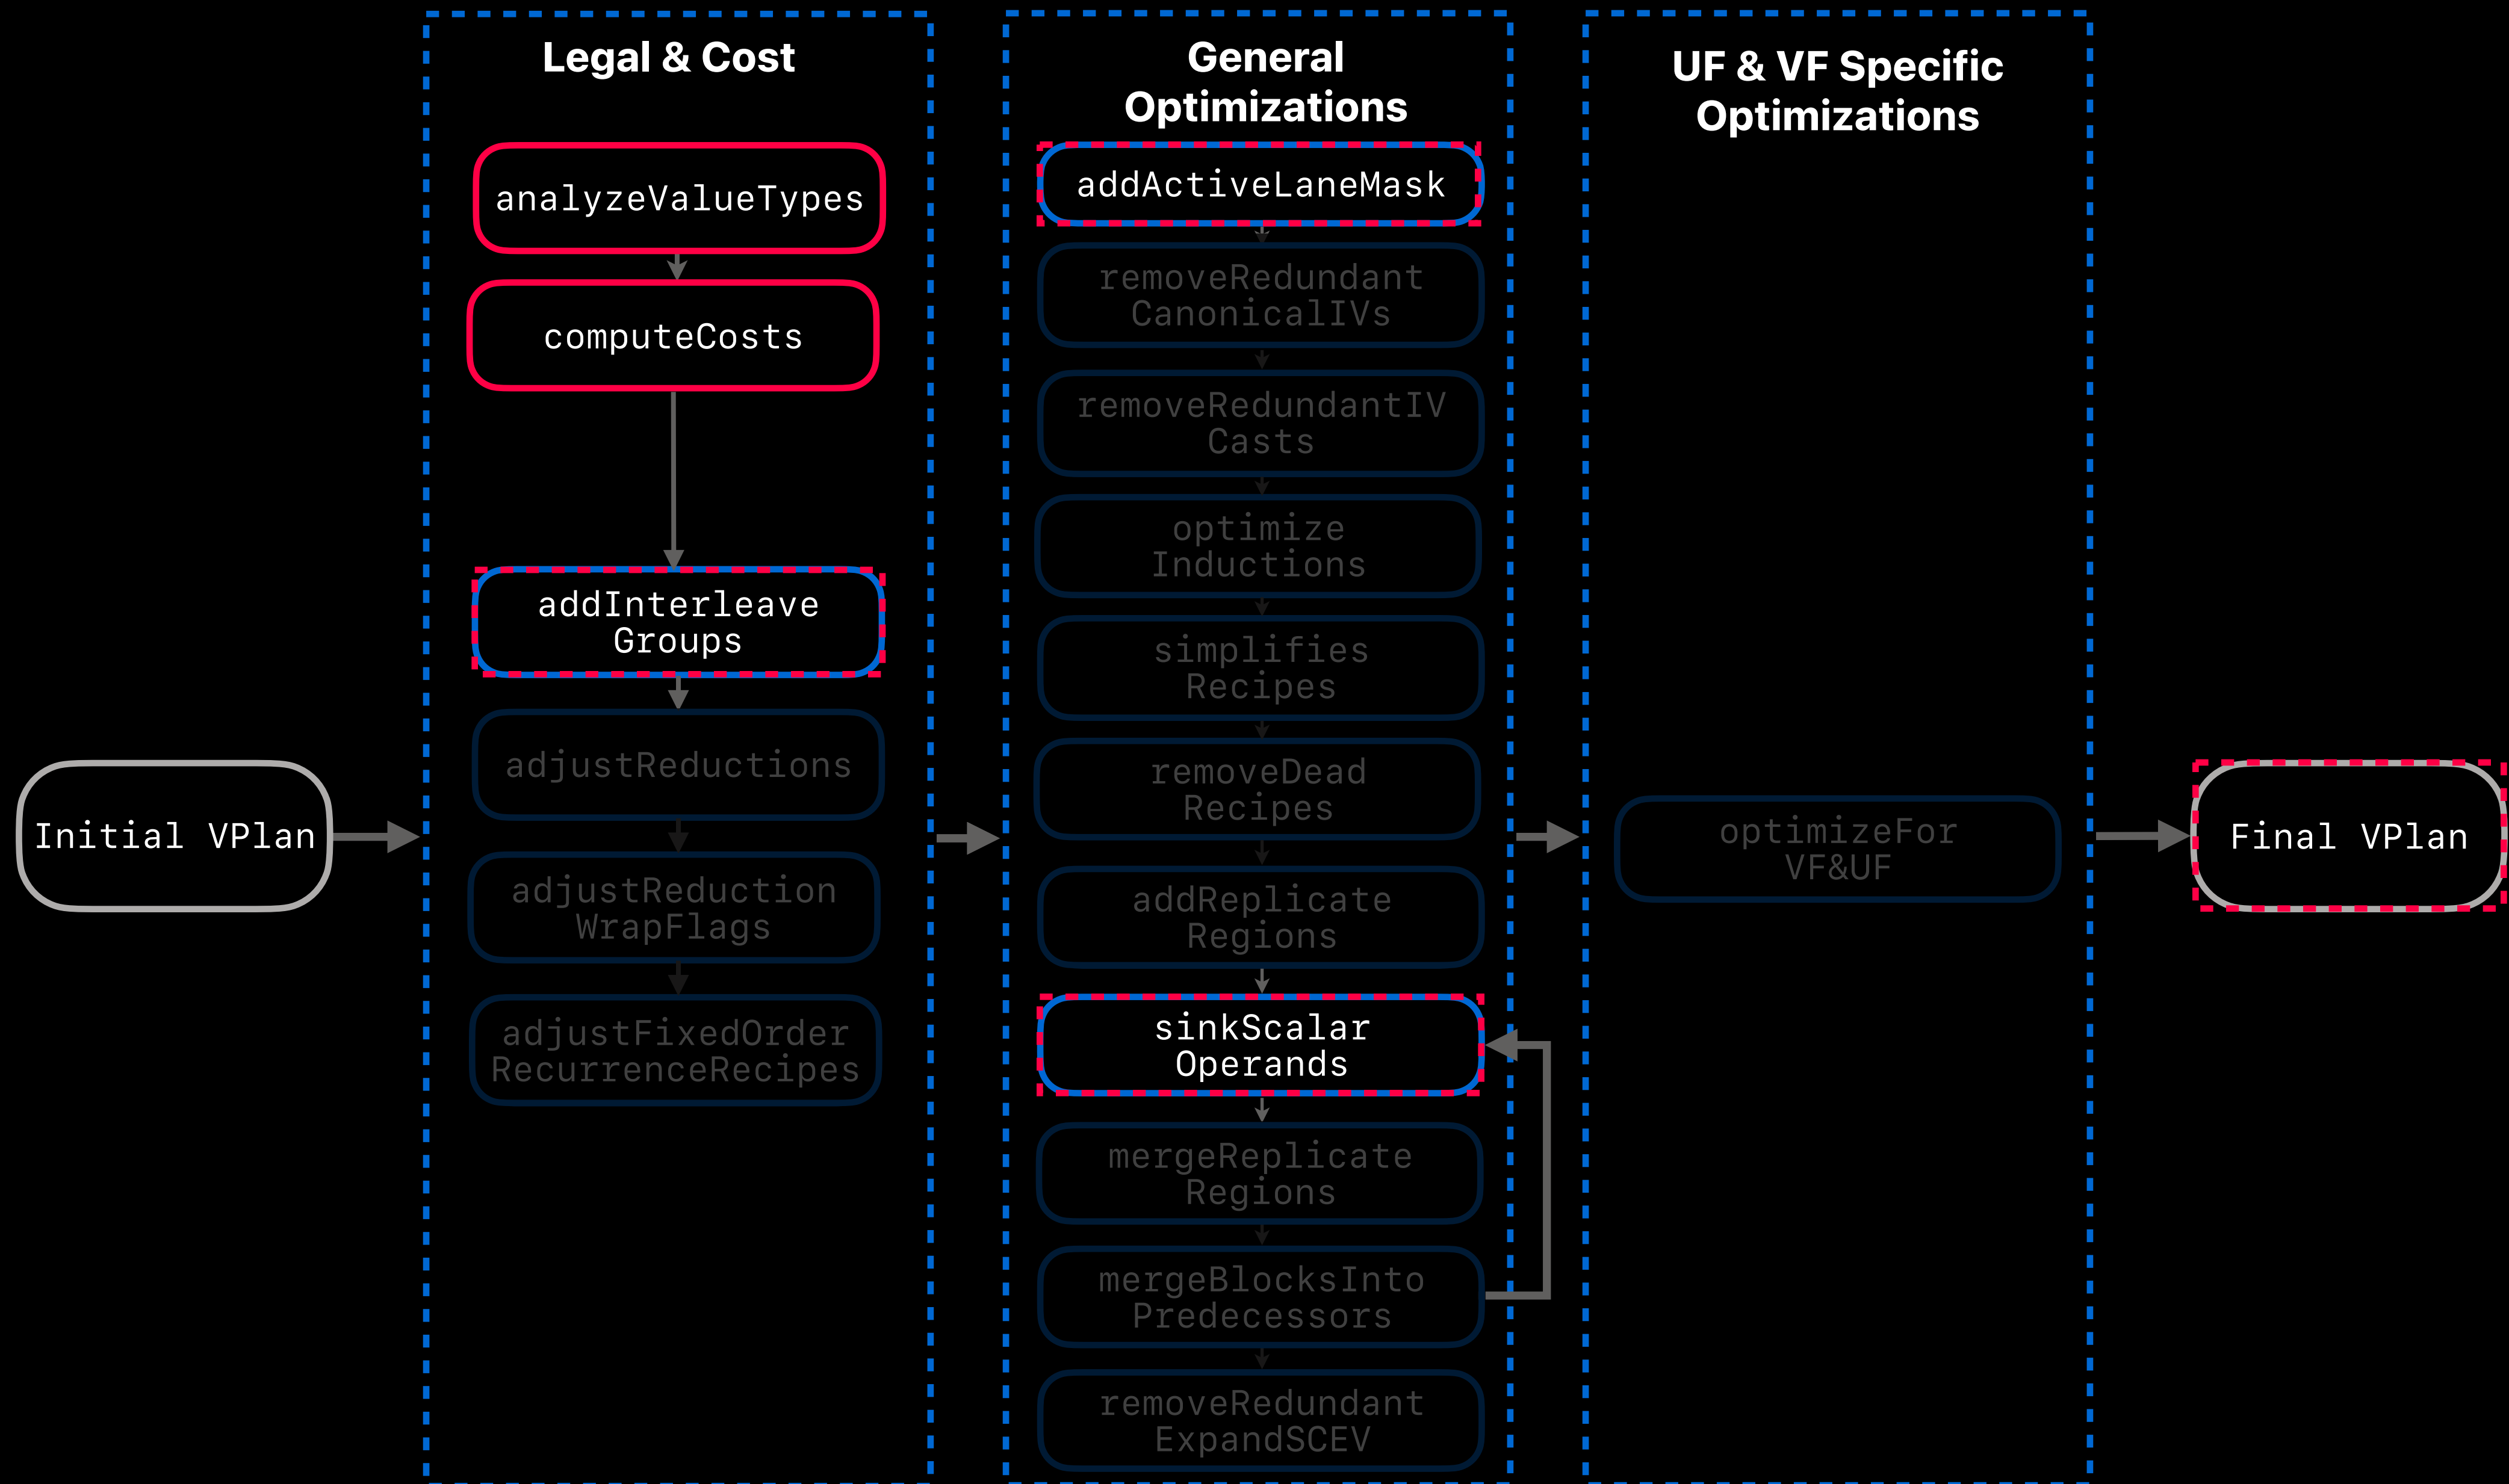 Legal & Cost
analyzeValueTypes
computeCosts
addInterleave
Groups
adjustReductions
adjustReduction
WrapFlags
adjustFixedOrder
RecurrenceRecipes
Initial VPlan
General
Optimizations
addActiveLaneMask
removeRedundant
CanonicalIVs
removeRedundantIV
Casts
optimize
Inductions
simplifies
Recipes
removeDead
Recipes
addReplicate
Regions
sinkScalar
Operands
mergeReplicate
Regions
mergeBlocksInto
Predecessors
removeRedundant
ExpandSCEV
UF & VF Specific
Optimizations
optimizeFor
VF&UF
Final VPlan